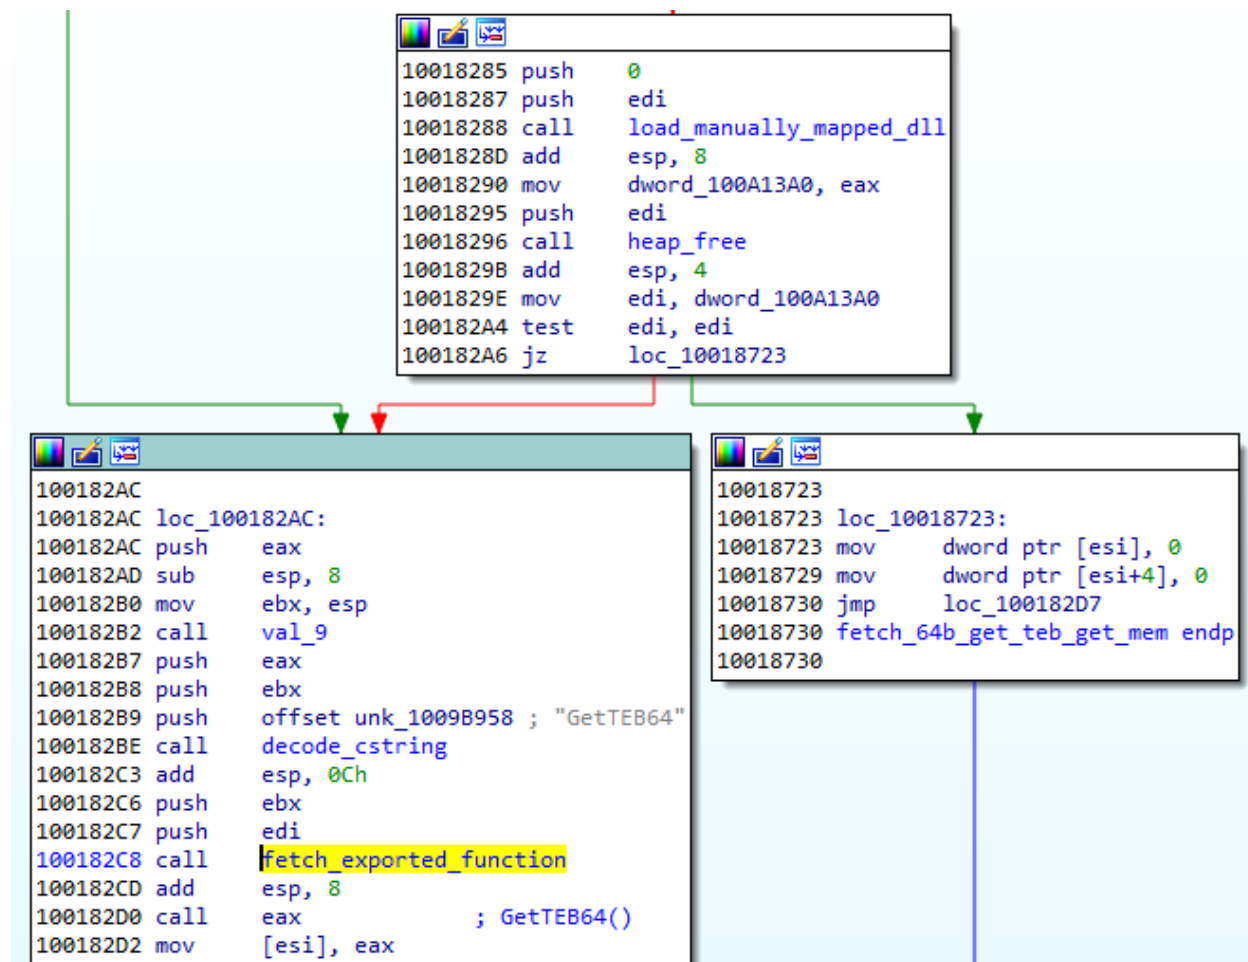 10018285 push 0
10018287 push edi
10018288 call load_manually_mapped_dll
1001828D add esp, 8
10018290 mov dword_100A13A0, eax
10018295 push edi
10018296 call heap_free
1001829B add esp, 4
1001829E mov edi, dword_100A13A0
100182A4 test edi, edi
100182A6 jz loc_10018723
100182AC
100182AC loc_100182AC:
100182AC push eax
100182AD sub esp, 8
100182B0 mov ebx, esp
100182B2 call val_9
100182B7 push eax
100182B8 push ebx
100182B9 push offset unk_1009B958 ; "GetTEB64"
100182BE call decode_cstring
100182C3 add esp, 0Ch
100182C6 push ebx
100182C7 push edi
100182C8 call fetch_exported_function
100182CD add esp, 8
100182D0 call eax ; GetTEB64()
100182D2 mov [esi], eax
10018723
10018723 loc_10018723:
10018723 mov dword ptr [esi], 0
10018729 mov dword ptr [esi+4], 0
10018730 jmp loc_100182D7
10018730 fetch_64b_get_teb_get_mem endp
10018730